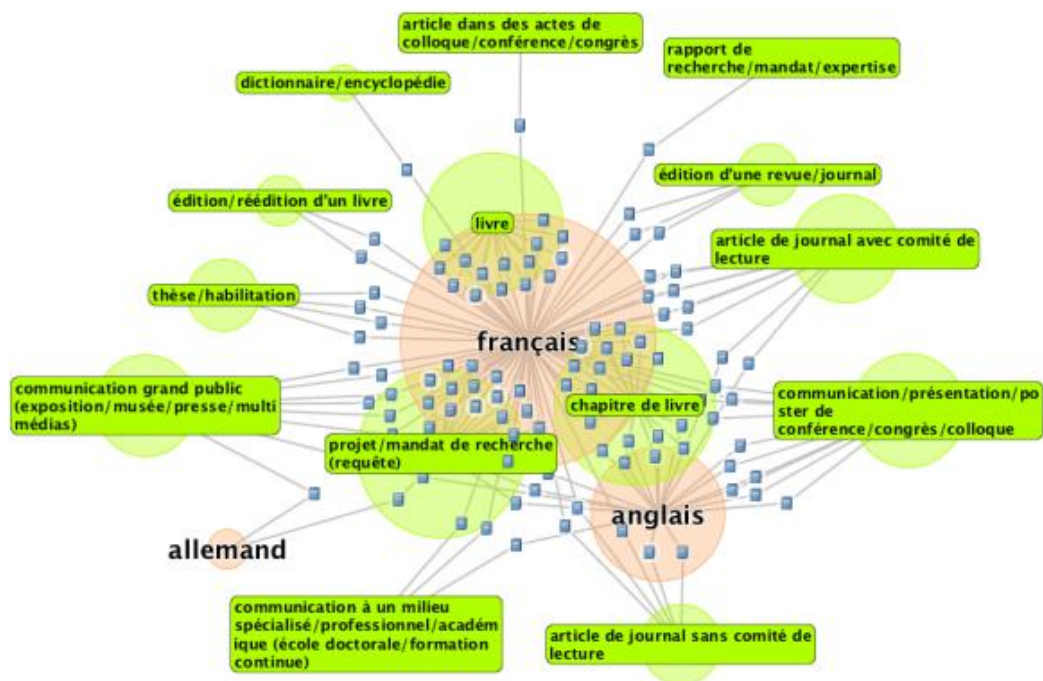 article dans des actes de
colloque/conférence/congrès
rapport de
recherche/mandat/expertise
dictionnaire/encyclopédie
édition d'une revue/journal
édition/réédition d'un livre
livre
article de journal avec comité de
lecture
thèse/habilitation
français
communication grand public
(exposition/musée/presse/multi
médias)
chapitre de livre
communication/présentation/po
ster de
conférence/congrès/colloque
projet/mandat de recherche
(requête)
anglais
allemand
communication à un milieu
spécialisé/professionnel/académ
ique (école doctorale/formation
continue)
article de journal sans comité de
lecture